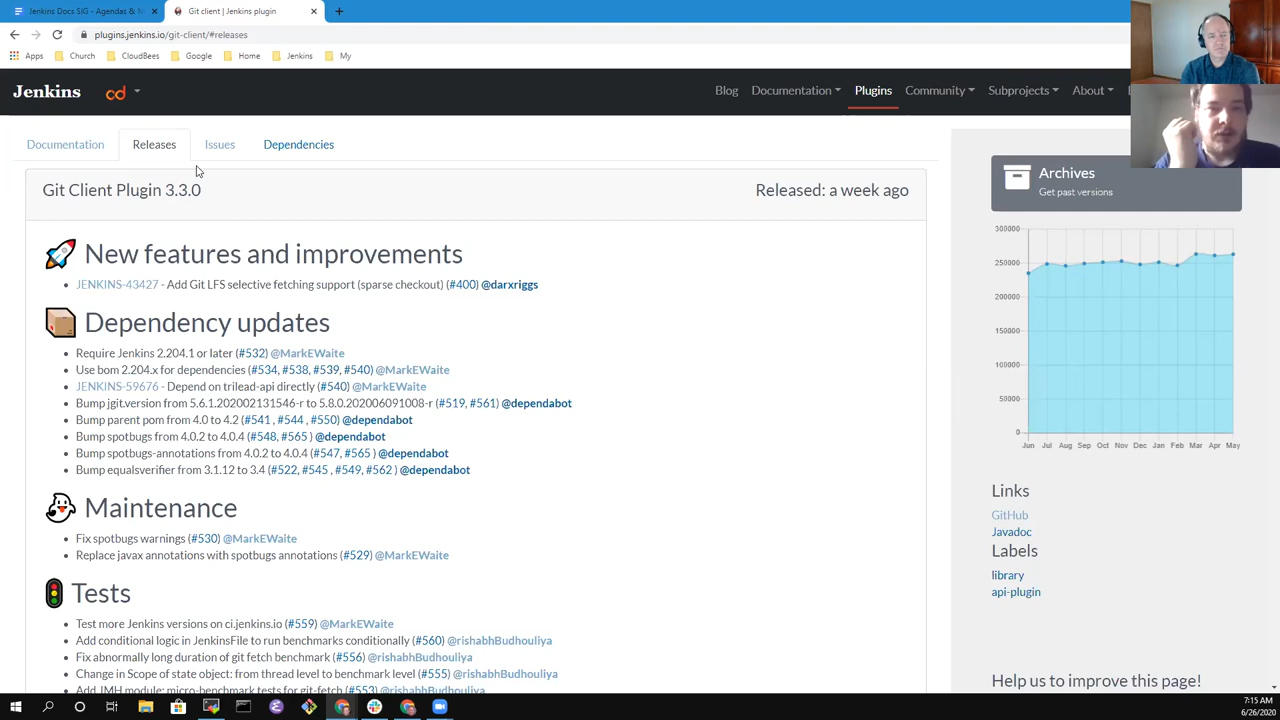 Jenkins Docs SIG - Agendas & N
Git client | Jenkins plugin
plugins.jenkins.io/git-client/#releases
Apps Church CloudBees Google Home Jenkins My
Jenkins cd Blog Documentation Plugins Community Subprojects About
Documentation Releases Issues Dependencies
Git Client Plugin 3.3.0 Released: a week ago
New features and improvements
JENKINS-43427 - Add Git LFS selective fetching support (sparse checkout) (#400) @darxriggs
Dependency updates
Require Jenkins 2.204.1 or later (#532) @MarkEWaite
Use bom 2.204.x for dependencies (#534, #538, #539, #540) @MarkEWaite
JENKINS-59676 - Depend on trilead-api directly (#540) @MarkEWaite
Bump jgit.version from 5.6.1.202002131546-r to 5.8.0.202006091008-r (#519, #561) @dependabot
Bump parent pom from 4.0 to 4.2 (#541 , #544 , #550) @dependabot
Bump spotbugs from 4.0.2 to 4.0.4 (#548, #565 ) @dependabot
Bump spotbugs-annotations from 4.0.2 to 4.0.4 (#547, #565 ) @dependabot
Bump equalsverifier from 3.1.12 to 3.4 (#522, #545 , #549, #562 ) @dependabot
Maintenance
Fix spotbugs warnings (#530) @MarkEWaite
Replace javax annotations with spotbugs annotations (#529) @MarkEWaite
Tests
Test more Jenkins versions on ci.jenkins.io (#559) @MarkEWaite
Add conditional logic in JenkinsFile to run benchmarks conditionally (#560) @rishabhBudhouliya
Fix abnormally long duration of git fetch benchmark (#556) @rishabhBudhouliya
Change in Scope of state object: from thread level to benchmark level (#555) @rishabhBudhouliya
Add JMH module: micro-benchmark tests for git-fetch (#553) @rishabhBudhouliya
Archives
Get past versions
300000
250000
200000
150000
100000
50000
0
Jun Jul Aug Sep Oct Nov Dec Jan Feb Mar Apr May
Links
GitHub
Javadoc
Labels
library
api-plugin
Help us to improve this page!
7:15 AM
6/26/2020